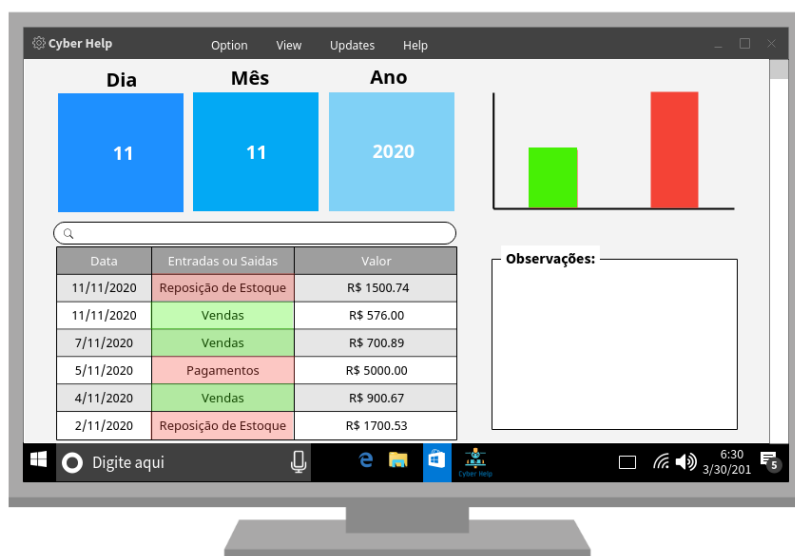 Cyber Help
Option View Updates Help
Dia Mês Ano
11 11 2020
Data Entradas ou Saidas Valor
11/11/2020 Reposição de Estoque R$ 1500.74
11/11/2020 Vendas R$ 576.00
7/11/2020 Vendas R$ 700.89
5/11/2020 Pagamentos R$ 5000.00
4/11/2020 Vendas R$ 900.67
2/11/2020 Reposição de Estoque R$ 1700.53
Observações:
Digite aqui
Cyber Help
6:30
3/30/201
5